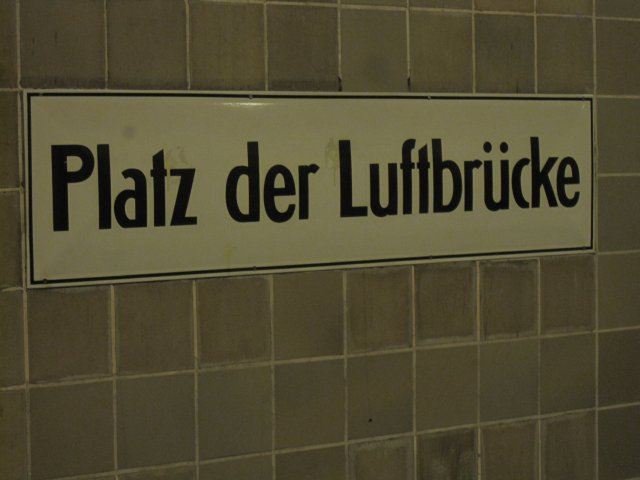 Platz der Luftbrücke